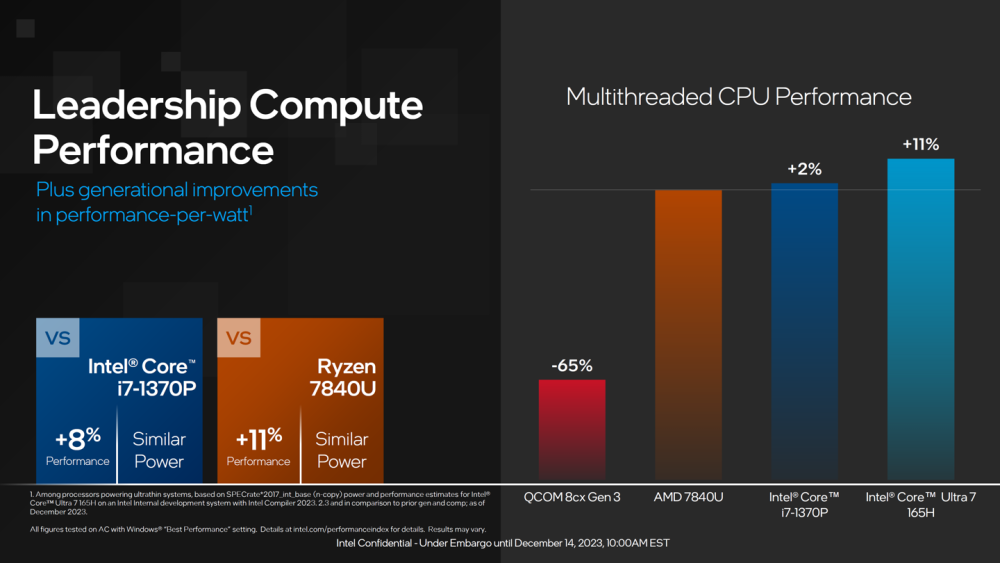 Leadership Compute
Performance
Plus generational improvements
in performance-per-watt¹
VS
Intel® Core™
i7-1370P
+8%
Performance
Similar
Power
VS
Ryzen
7840U
+11%
Performance
Similar
Power
1. Among processors powering ultrathin systems, based on SPECrate*2017_int_base (n-copy) power and performance estimates for Intel®
Core™ Ultra 7 165H on an Intel Internal development system with Intel Compiler 2023. 2.3 and in comparison to prior gen and comp; as of
December 2023.
All figures tested on AC with Windows® "Best Performance" setting. Details at intel.com/performanceindex for details. Results may vary.
Multithreaded CPU Performance
-65%
+2%
+11%
QCOM 8cx Gen 3
AMD 7840U
Intel® Core™
i7-1370P
Intel® Core™ Ultra 7
165H
Intel Confidential - Under Embargo until December 14, 2023, 10:00AM EST